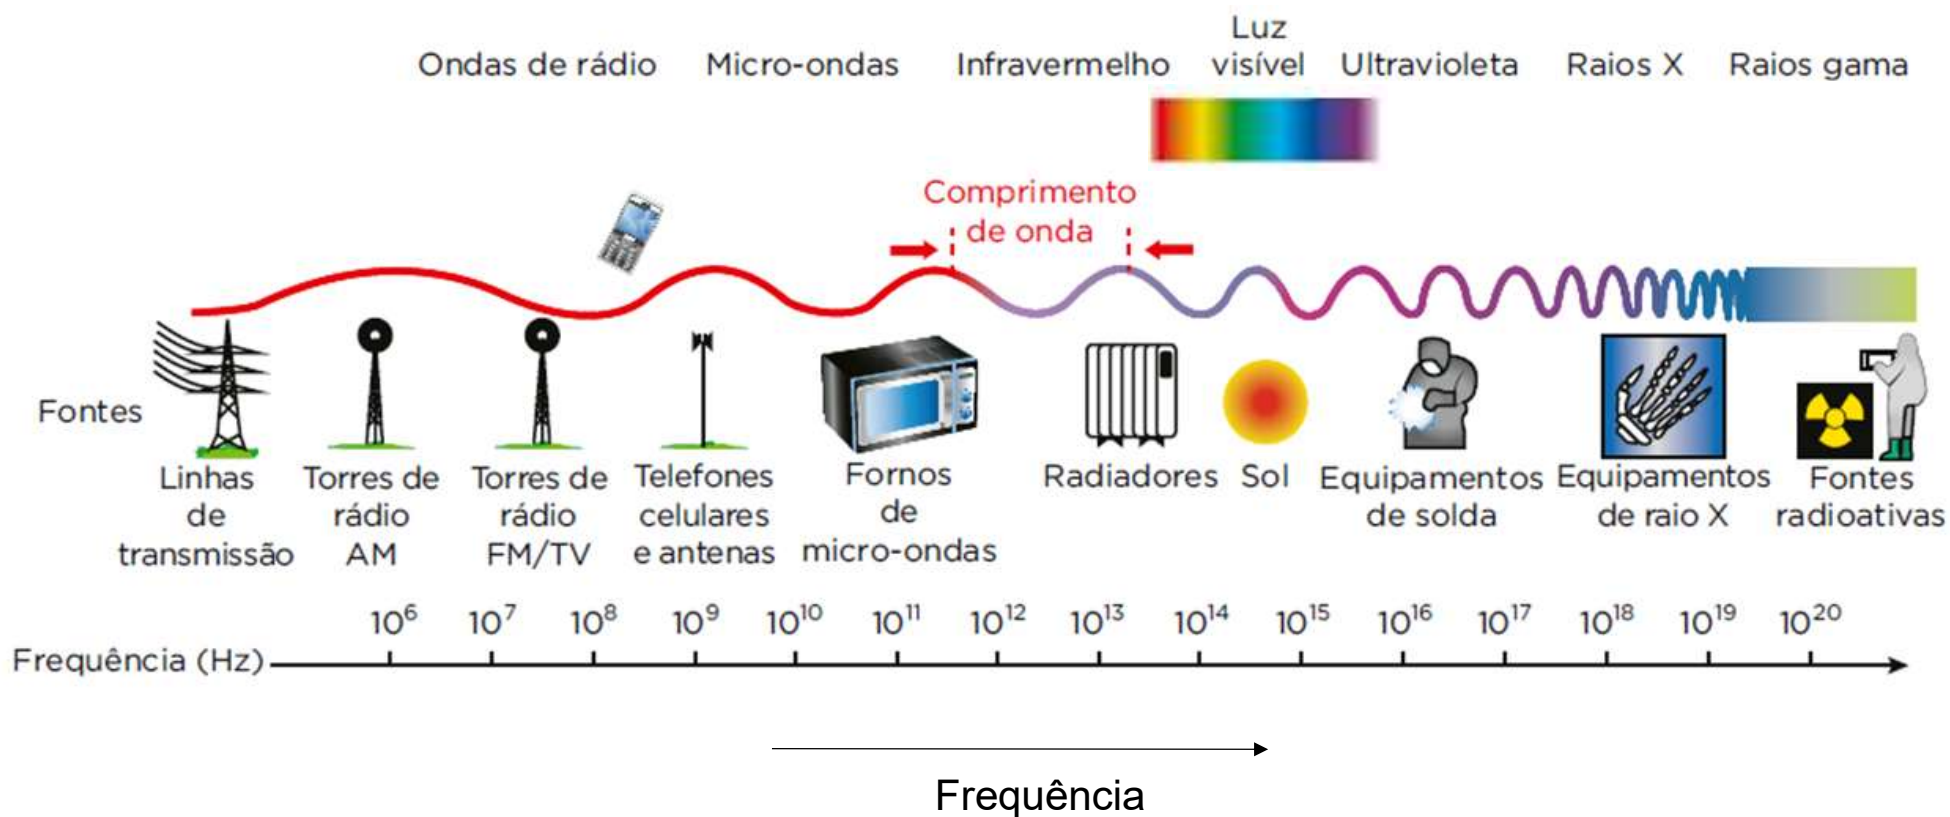 Ondas de rádio
Micro-ondas
Infravermelho
Luz
visível
Ultravioleta
Raios X
Raios gama
Comprimento
de onda
Fontes
Linhas
de
transmissão
Torres de
rádio
AM
Torres de
rádio
FM/TV
Telefones
celulares
e antenas
Fornos
de
micro-ondas
Radiadores
Sol
Equipamentos
de solda
Equipamentos
de raio X
Fontes
radioativas
10⁶ 10⁷ 10⁸ 10⁹ 10¹⁰ 10¹¹ 10¹² 10¹³ 10¹⁴ 10¹⁵ 10¹⁶ 10¹⁷ 10¹⁸ 10¹⁹ 10²⁰
Frequência (Hz)
Frequência